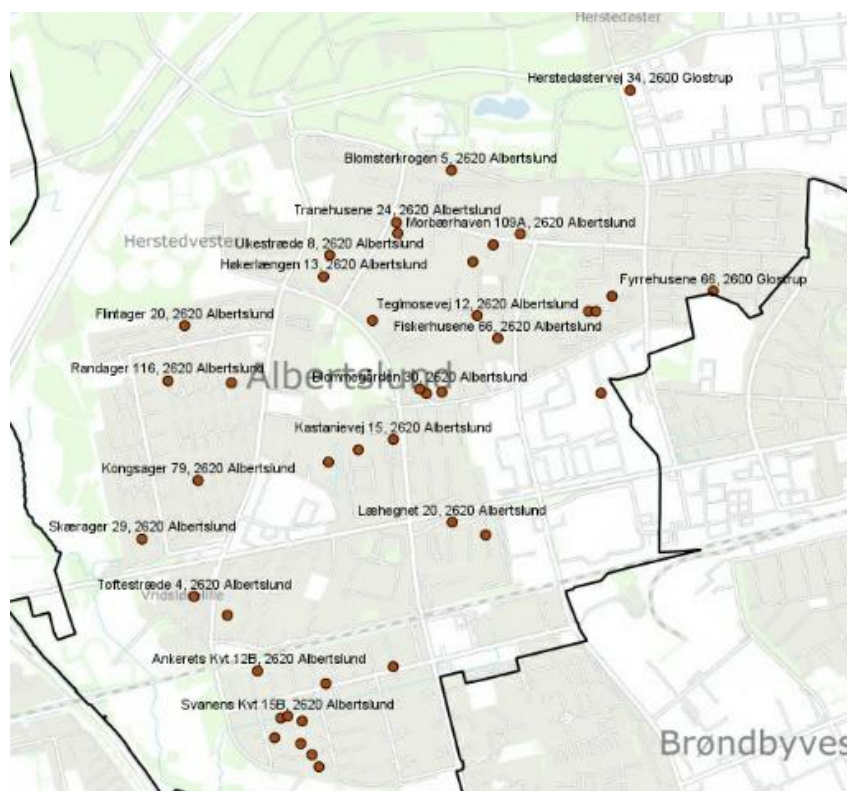 Herstedøster
Herstedøstervej 34, 2600 Glostrup
Blomsterkrogen 5, 2620 Albertslund
Tranehusene 24, 2620 Albertslund
Morbærhaven 109A, 2620 Albertslund
Herstedvester
Ukestræde 8, 2620 Albertslund
Høkerlængen 13, 2620 Albertslund
Fyrrehusene 66, 2600 Glostrup
Flintager 20, 2620 Albertslund
Teglmosevej 12, 2620 Albertslund
Fiskerhusene 66, 2620 Albertslund
Randager 116, 2620 Albertslund
Albertslund
Blommegården 30, 2620 Albertslund
Kastanievej 15, 2620 Albertslund
Kongsager 79, 2620 Albertslund
Læhegnet 20, 2620 Albertslund
Skærager 29, 2620 Albertslund
Toftestræde 4, 2620 Albertslund
Vridsløselille
Ankerets Kvt 12B, 2620 Albertslund
Svanens Kvt 15B, 2620 Albertslund
Brøndbyves